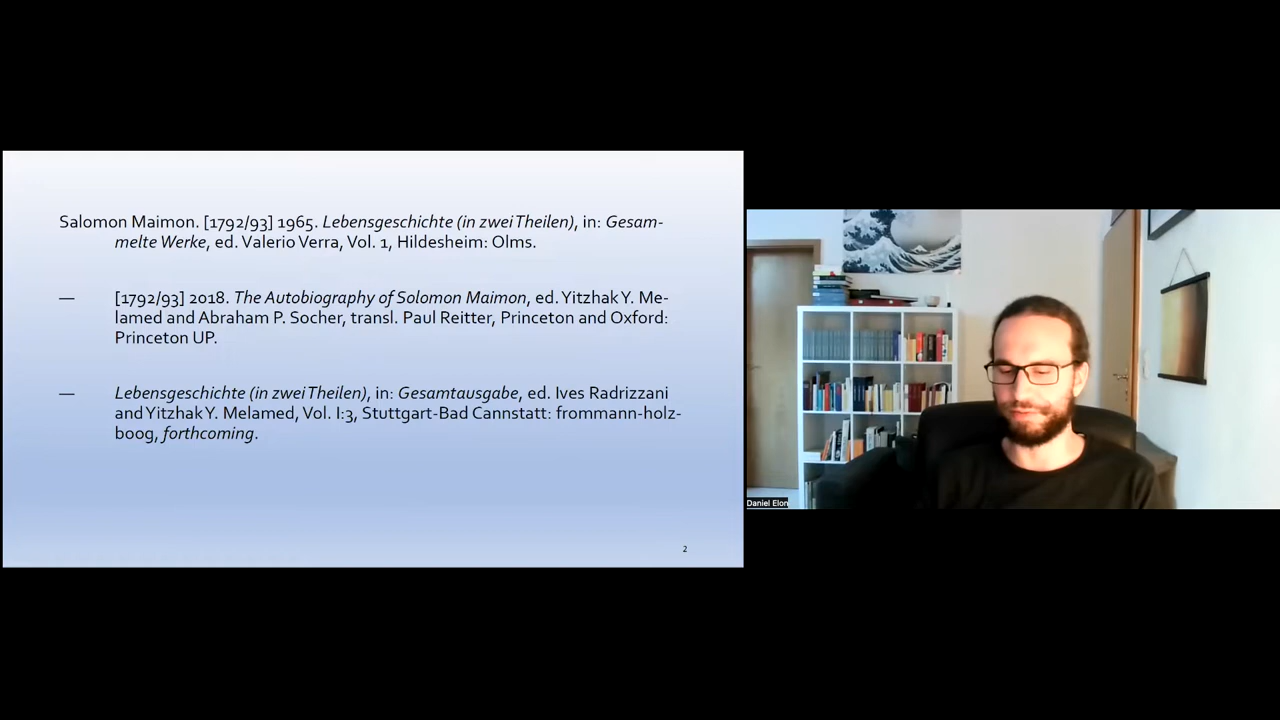 Salomon Maimon. [1792/93] 1965. Lebensgeschichte (in zwei Theilen), in: Gesam-
melte Werke, ed. Valerio Verra, Vol. 1, Hildesheim: Olms.
— [1792/93] 2018. The Autobiography of Solomon Maimon, ed. Yitzhak Y. Me-
lamed and Abraham P. Socher, transl. Paul Reitter, Princeton and Oxford:
Princeton UP.
— Lebensgeschichte (in zwei Theilen), in: Gesamtausgabe, ed. Ives Radrizzani
and Yitzhak Y. Melamed, Vol. I:3, Stuttgart-Bad Cannstatt: frommann-holz-
boog, forthcoming.
2
Daniel Elon